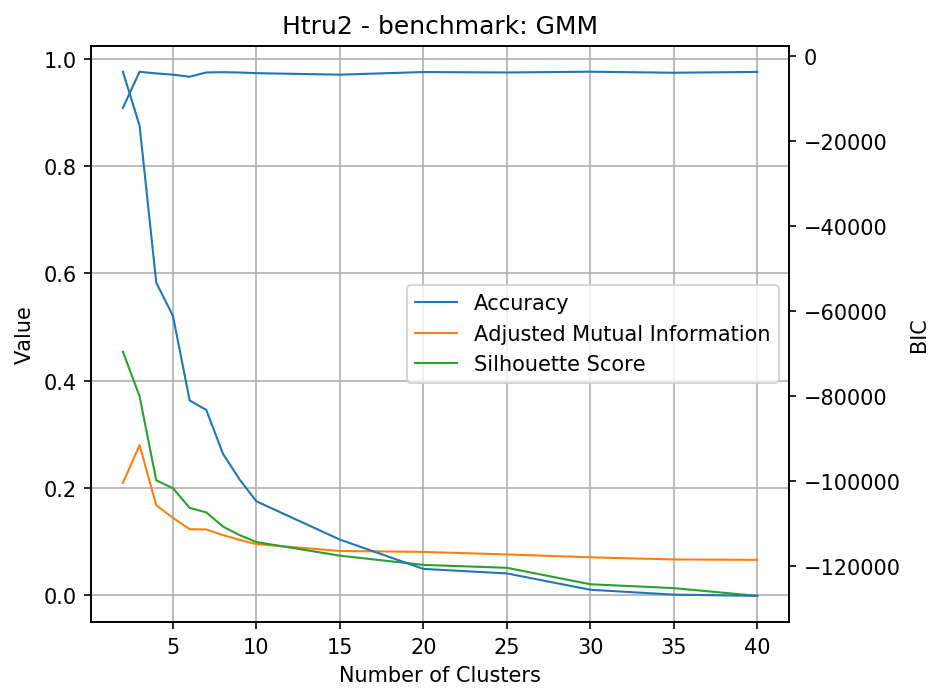 Htru2 - benchmark: GMM
1.0
0.8
0.6
0.4
0.2
0.0
Value
0
−20000
−40000
−60000
−80000
−100000
−120000
BIC
Accuracy
Adjusted Mutual Information
Silhouette Score
5 10 15 20 25 30 35 40
Number of Clusters